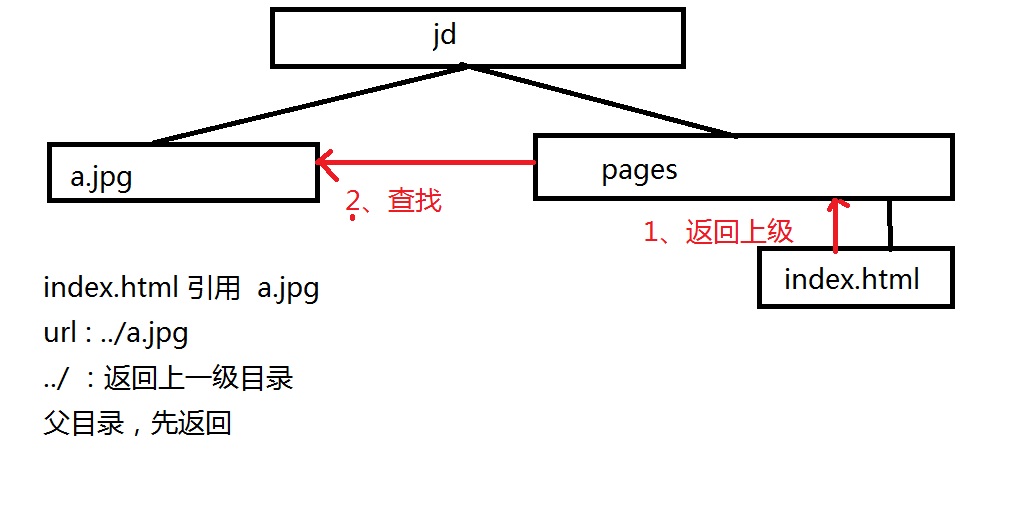 jd
a.jpg
pages
2、查找
1、返回上级
index.html
index.html 引用 a.jpg
url : ../a.jpg
../ ：返回上一级目录
父目录，先返回